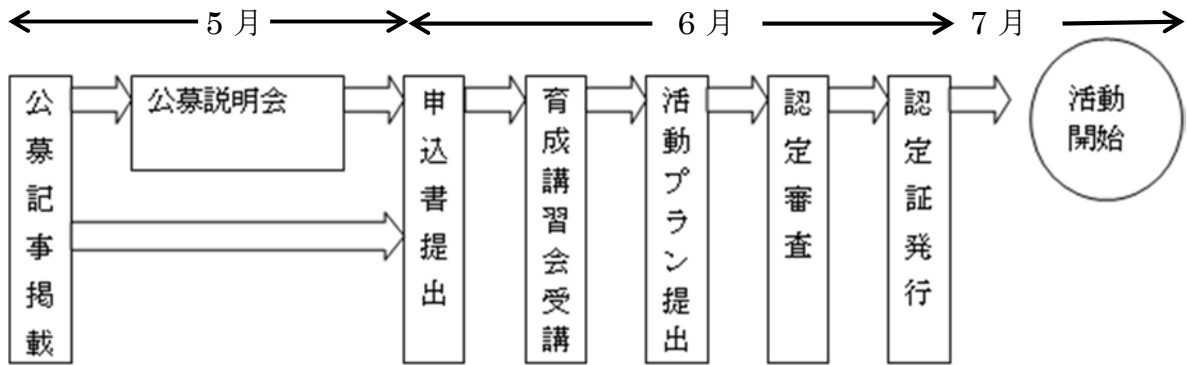 5月
6月
7月
公募記事掲載
公募説明会
申込書提出
育成講習会受講
活動プラン提出
認定審査
認定証発行
活動
開始